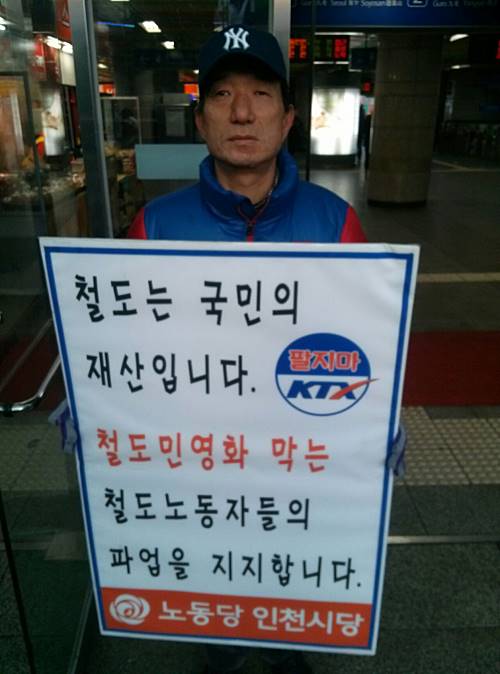 NY
철도는 국민의
재산입니다.
팔지마
KTX
철도민영화 막는
철도노동자들의
파업을 지지합니다.
노동당 인천시당